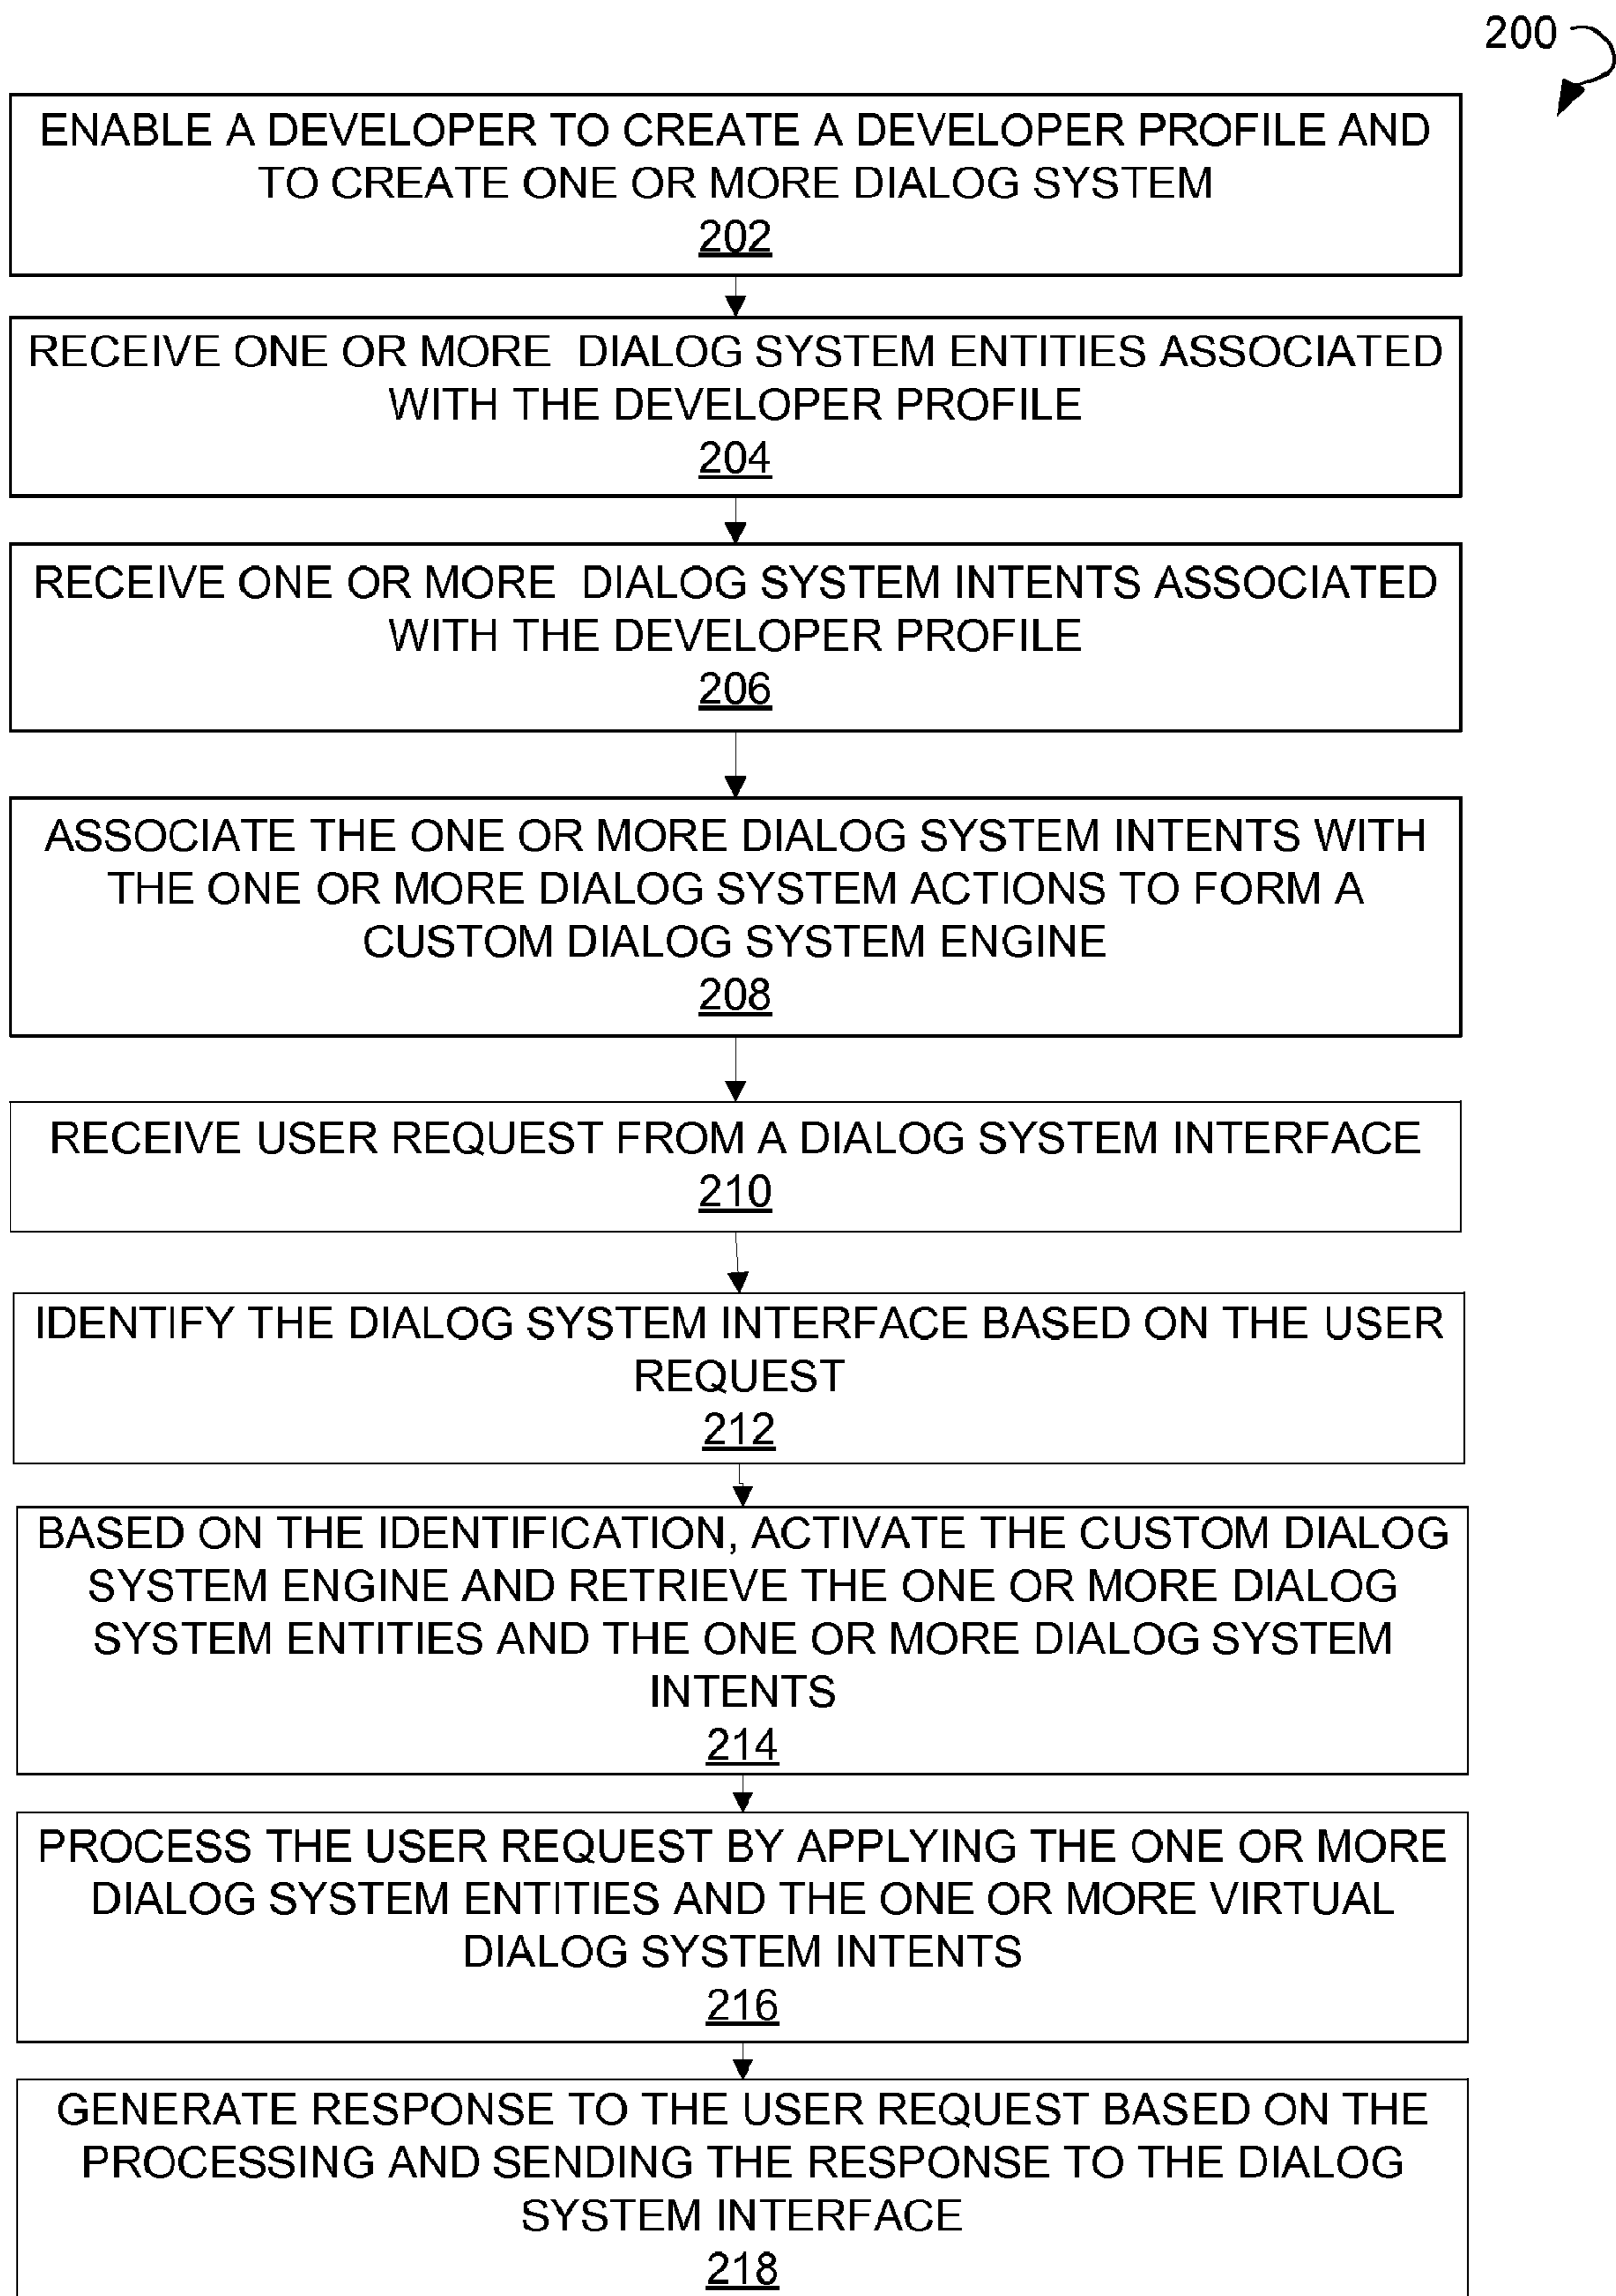 200
ENABLE A DEVELOPER TO CREATE A DEVELOPER PROFILE AND
TO CREATE ONE OR MORE DIALOG SYSTEM
202
RECEIVE ONE OR MORE DIALOG SYSTEM ENTITIES ASSOCIATED
WITH THE DEVELOPER PROFILE
204
RECEIVE ONE OR MORE DIALOG SYSTEM INTENTS ASSOCIATED
WITH THE DEVELOPER PROFILE
206
ASSOCIATE THE ONE OR MORE DIALOG SYSTEM INTENTS WITH
THE ONE OR MORE DIALOG SYSTEM ACTIONS TO FORM A
CUSTOM DIALOG SYSTEM ENGINE
208
RECEIVE USER REQUEST FROM A DIALOG SYSTEM INTERFACE
210
IDENTIFY THE DIALOG SYSTEM INTERFACE BASED ON THE USER
REQUEST
212
BASED ON THE IDENTIFICATION, ACTIVATE THE CUSTOM DIALOG
SYSTEM ENGINE AND RETRIEVE THE ONE OR MORE DIALOG
SYSTEM ENTITIES AND THE ONE OR MORE DIALOG SYSTEM
INTENTS
214
PROCESS THE USER REQUEST BY APPLYING THE ONE OR MORE
DIALOG SYSTEM ENTITIES AND THE ONE OR MORE VIRTUAL
DIALOG SYSTEM INTENTS
216
GENERATE RESPONSE TO THE USER REQUEST BASED ON THE
PROCESSING AND SENDING THE RESPONSE TO THE DIALOG
SYSTEM INTERFACE
218